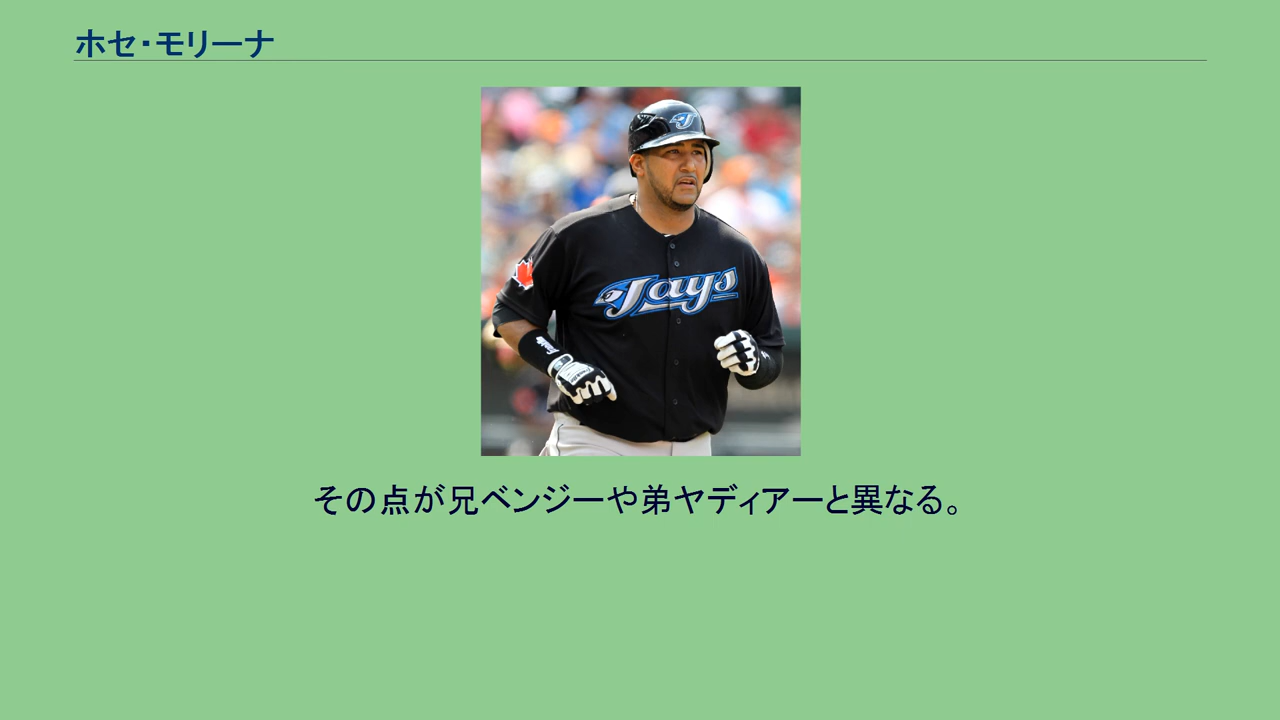 ホセ・モリーナ
Jays
その点が兄ベンジーや弟ヤディアーと異なる。